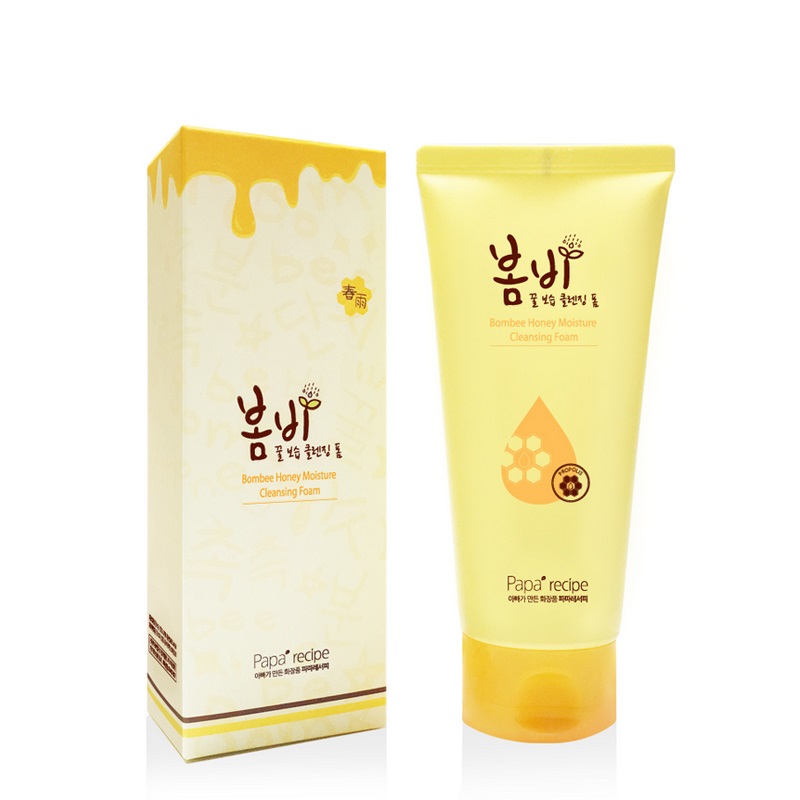 春雨
봄비
꿀 보습 클렌징 폼
Bombee Honey Moisture
Cleansing Foam
Papa recipe
아빠가 만든 화장품 파파레서피
봄비
꿀 보습 클렌징 폼
Bombee Honey Moisture
Cleansing Foam
PROPOLIS
Papa recipe
아빠가 만든 화장품 파파레서피